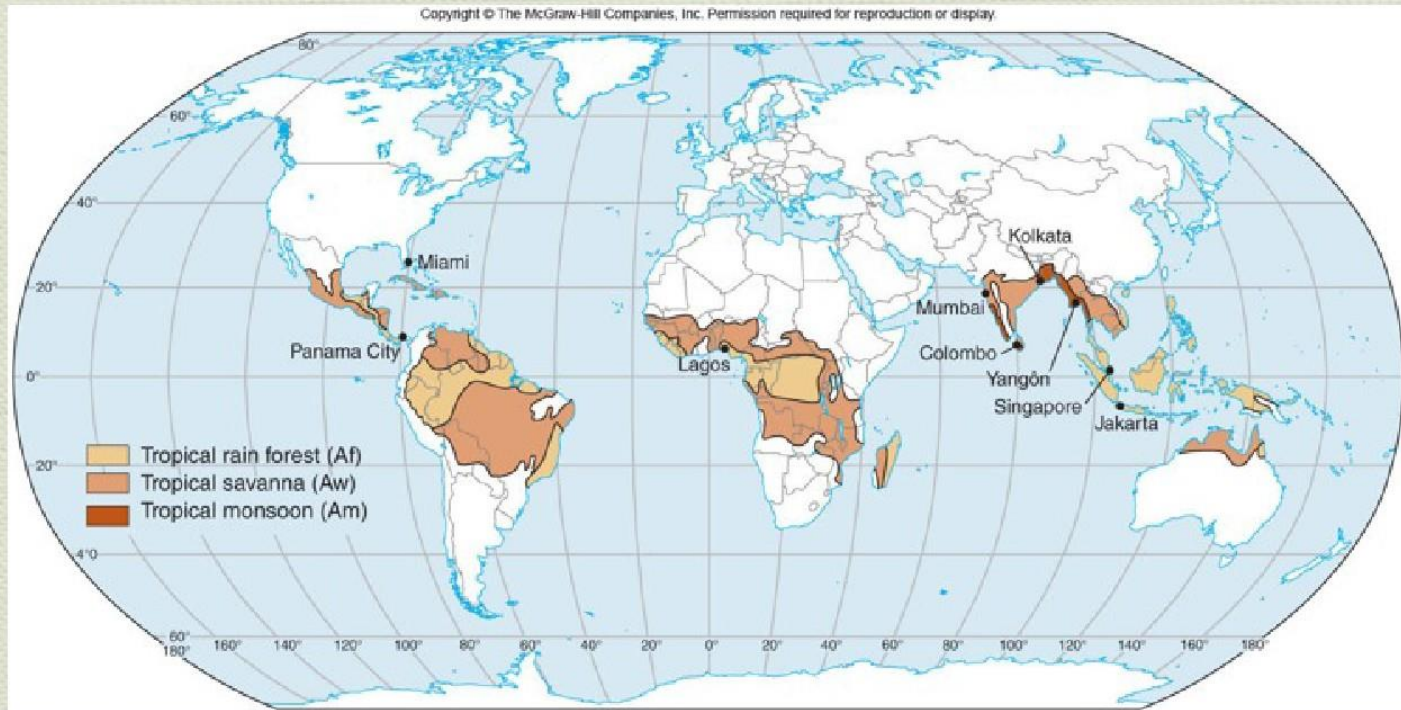 Copyright © The McGraw-Hill Companies, Inc. Permission required for reproduction or display.
80°
60°
40°
Kolkata
Miami
20°
Mumbai
Panama City
Lagos
Colombo
Yangôn
0°
Singapore
Jakarta
Tropical rain forest (Af)
20°
Tropical savanna (Aw)
Tropical monsoon (Am)
4°0
60°
180° 160° 140° 120° 100° 80° 60° 40° 20° 0° 20° 40° 60° 80° 100° 120° 140° 160° 180°